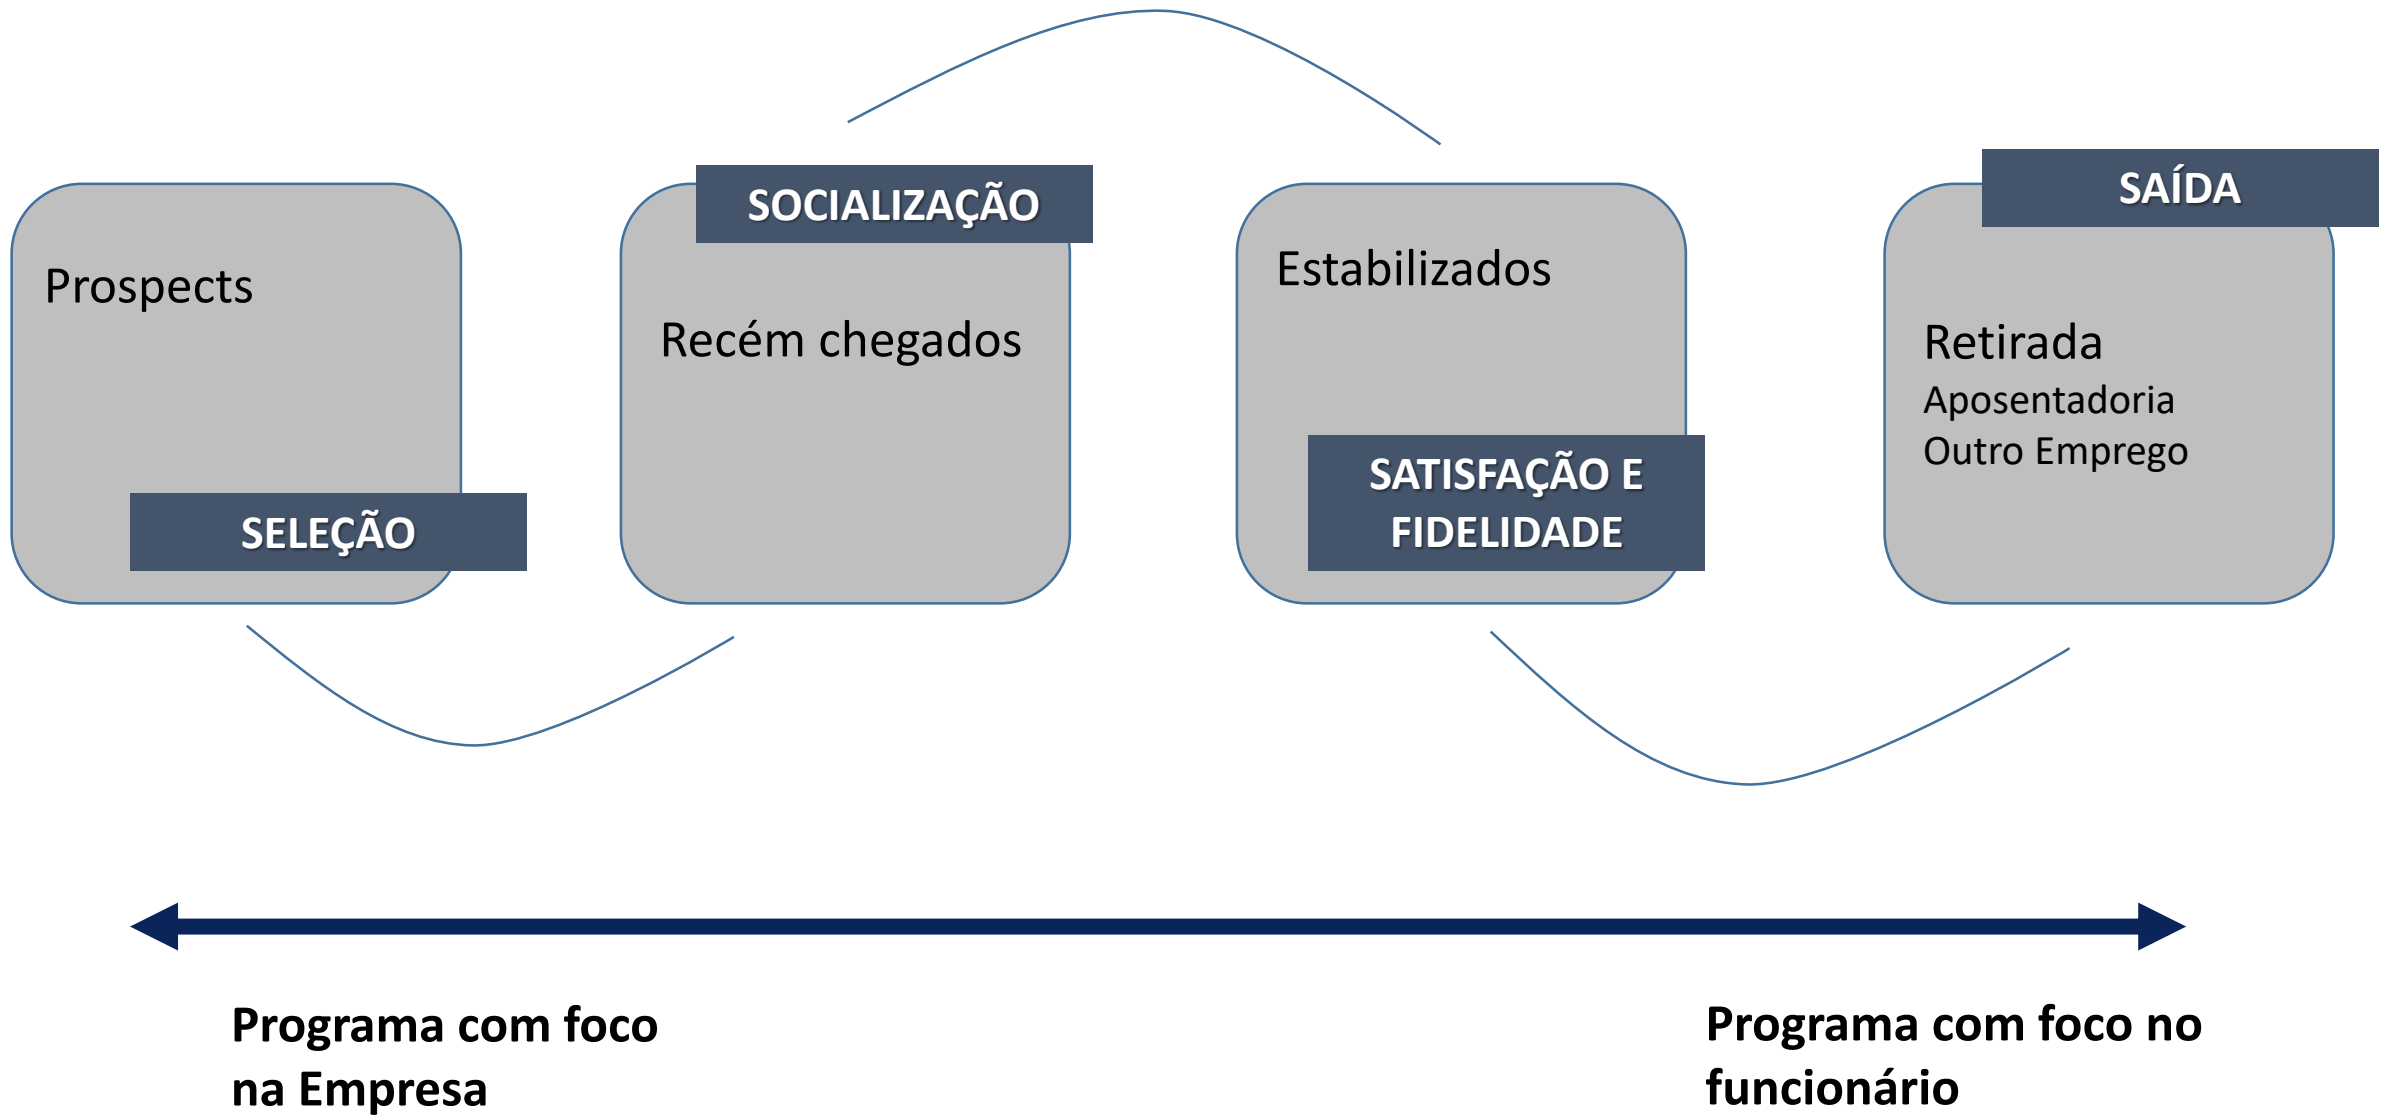 Prospects
SELEÇÃO
SOCIALIZAÇÃO
Recém chegados
Estabilizados
SATISFAÇÃO E
FIDELIDADE
SAÍDA
Retirada
Aposentadoria
Outro Emprego
Programa com foco
na Empresa
Programa com foco no
funcionário